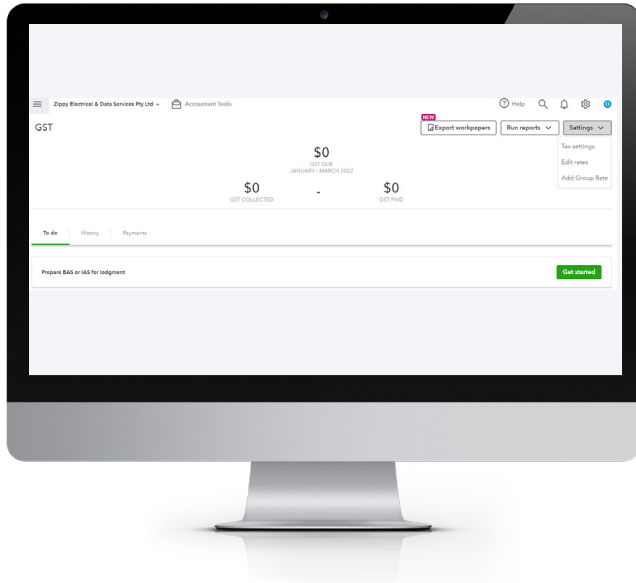 Zippy Electrical & Data Services Pty Ltd
Accountant Tools
Help
GST
NEW
Export workpapers
Run reports
Settings
Tax settings
Edit rates
Add Group Rate
$0
GST DUE
JANUARY - MARCH 2022
$0
GST COLLECTED
-
$0
GST PAID
To do
History
Payments
Prepare BAS or IAS for lodgment
Get started